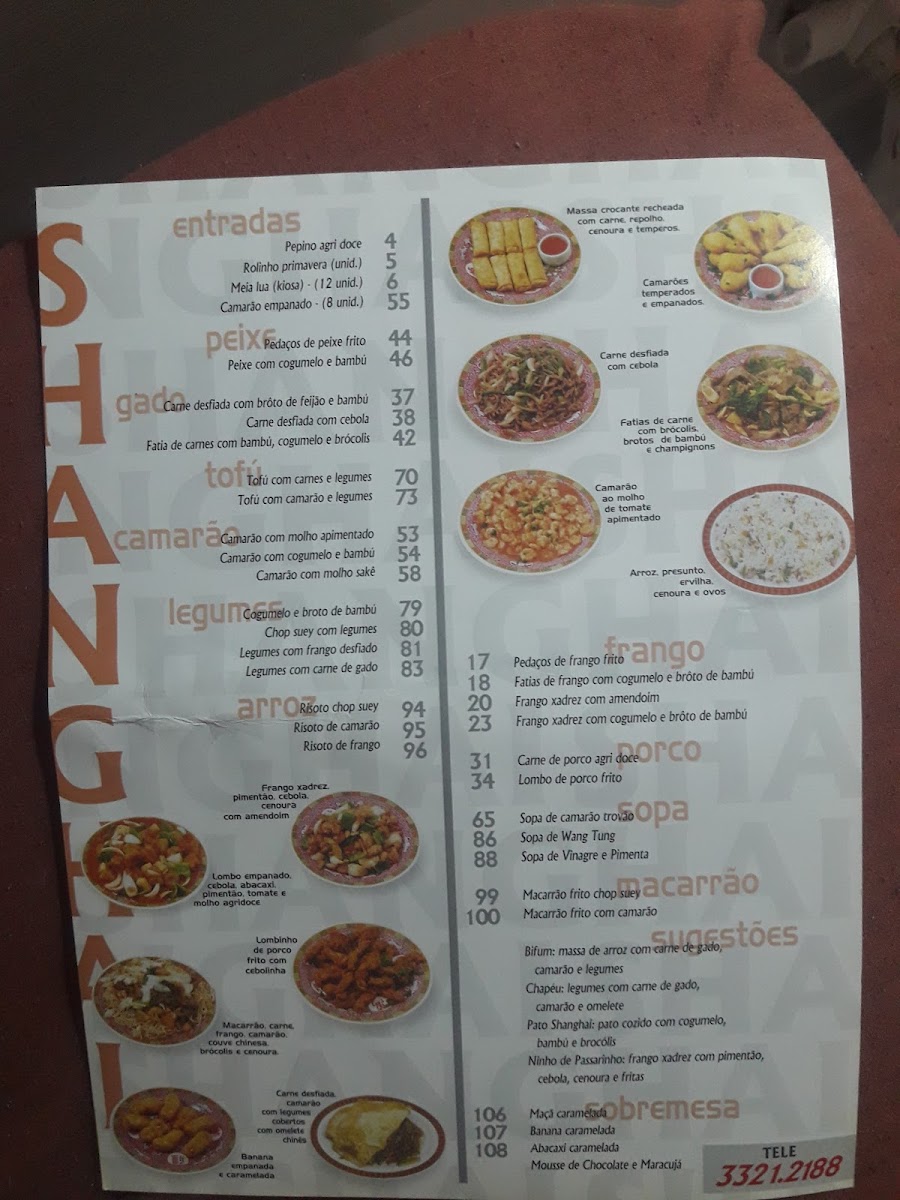 SHANGHAI
entradas
Pepino agri doce 4
Rolinho primavera (unid.) 5
Meia lua (kiosa) - (12 unid.) 6
Camarão empanado - (8 unid.) 55
peixe
Pedaços de peixe frito 44
Peixe com cogumelo e bambú 46
gado
Carne desfiada com brôto de feijão e bambú 37
Carne desfiada com cebola 38
Fatia de carnes com bambú, cogumelo e brócolis 42
tofú
Tofú com carnes e legumes 70
Tofú com camarão e legumes 73
camarão
Camarão com molho apimentado 53
Camarão com cogumelo e bambú 54
Camarão com molho sakê 58
legumes
Cogumelo e broto de bambú 79
Chop suey com legumes 80
Legumes com frango desfiado 81
Legumes com carne de gado 83
arroz
Risoto chop suey 94
Risoto de camarão 95
Risoto de frango 96
Frango xadrez,
pimentão, cebola,
cenoura
com amendoim
Lombo empanado,
cebola, abacaxi,
pimentão, tomate e
molho agridoce
Lombinho
de porco
frito com
cebolinha
Macarrão, carne,
frango, camarão,
couve chinesa,
brócolis e cenoura.
Carne desfiada,
camarão
com legumes
cobertos
com omelete
chinês
Banana
empanada
e caramelada
Massa crocante recheada
com carne, repolho,
cenoura e temperos.
Camarões
temperados
e empanados.
Carne desfiada
com cebola
Fatias de carne
com brócolis,
brotos de bambú
e champignons
Camarão
ao molho
de tomate
apimentado
Arroz, presunto,
ervilha,
cenoura e ovos
frango
17 Pedaços de frango frito
18 Fatias de frango com cogumelo e brôto de bambú
20 Frango xadrez com amendoim
23 Frango xadrez com cogumelo e brôto de bambú
porco
31 Carne de porco agri doce
34 Lombo de porco frito
sopa
65 Sopa de camarão trovão
86 Sopa de Wang Tung
88 Sopa de Vinagre e Pimenta
macarrão
99 Macarrão frito chop suey
100 Macarrão frito com camarão
sugestões
Bifum: massa de arroz com carne de gado,
camarão e legumes
Chapéu: legumes com carne de gado,
camarão e omelete
Pato Shanghai: pato cozido com cogumelo,
bambú e brocólis
Ninho de Passarinho: frango xadrez com pimentão,
cebola, cenoura e fritas
sobremesa
106 Maçã caramelada
107 Banana caramelada
108 Abacaxi caramelada
Mousse de Chocolate e Maracujá
TELE
3321.2188